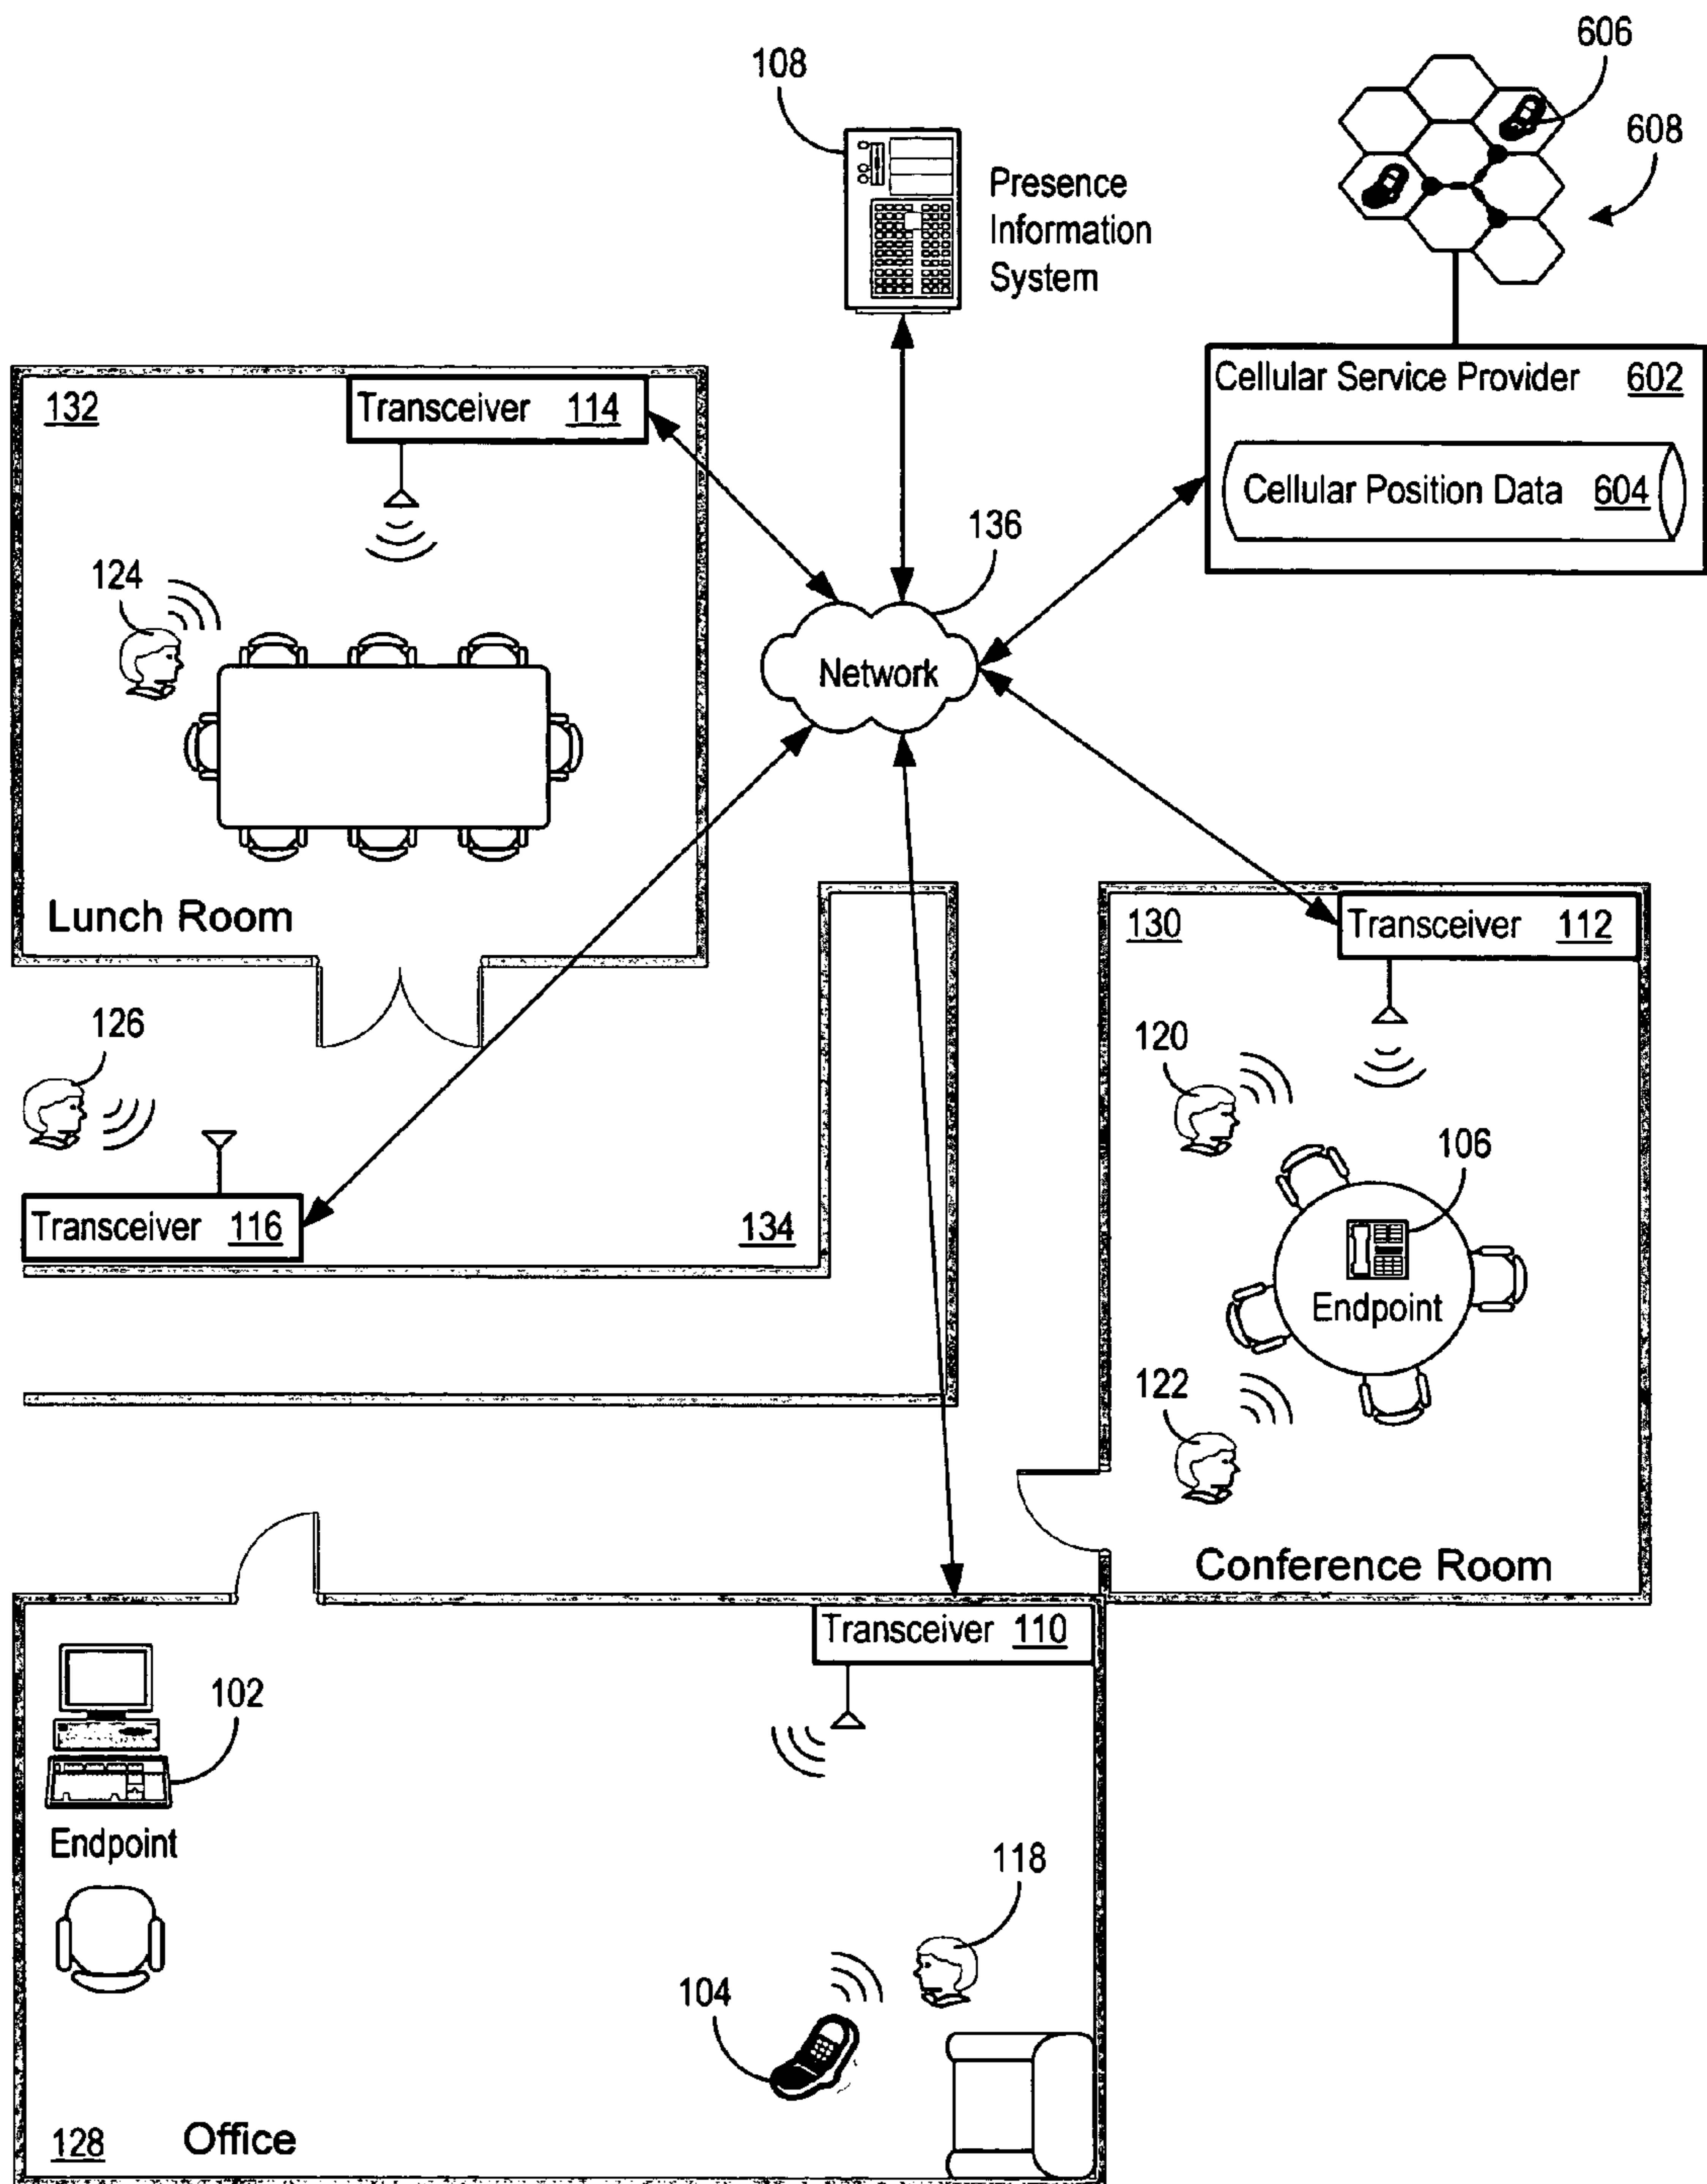 606
108
608
Presence
Information
System
Cellular Service Provider 602
132
Transceiver 114
Cellular Position Data 604
136
124
Network
Lunch Room
130
Transceiver 112
126
120
106
Transceiver 116
134
Endpoint
122
Conference Room
Transceiver 110
102
Endpoint
118
104
128
Office